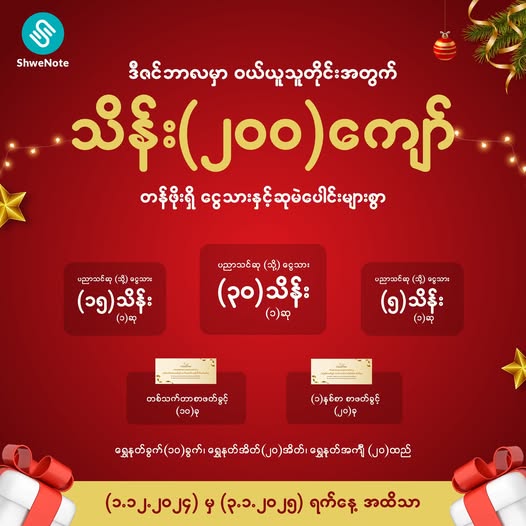 ShweNote
ဒီဇင်ဘာလမှာ ဝယ်ယူသူတိုင်းအတွက်
သိန်း(၂၀၀)ကျော်
တန်ဖိုးရှိ ငွေသားနှင့်ဆုမဲပေါင်းများစွာ
ပညာသင်ဆု (သို့) ငွေသား
(၁၅)သိန်း
(၁)ဆု
ပညာသင်ဆု (သို့) ငွေသား
(၃၀)သိန်း
(၁)ဆု
ပညာသင်ဆု (သို့) ငွေသား
(၅)သိန်း
(၁)ဆု
တစ်သက်တာစာဖတ်ခွင့်
(၁၀)ခု
(၁)နှစ်စာ စာဖတ်ခွင့်
(၂၀)ခု
ရွှေနုတ်ခွက်(၁၀)ခွက်၊ ရွှေနုတ်အိတ်(၂၀)အိတ်၊ ရွှေနုတ်အင်္ကျီ (၂၀)ထည်
(၁.၁၂.၂၀၂၄) မှ (၃.၁.၂၀၂၅) ရက်နေ့ အထိသာ